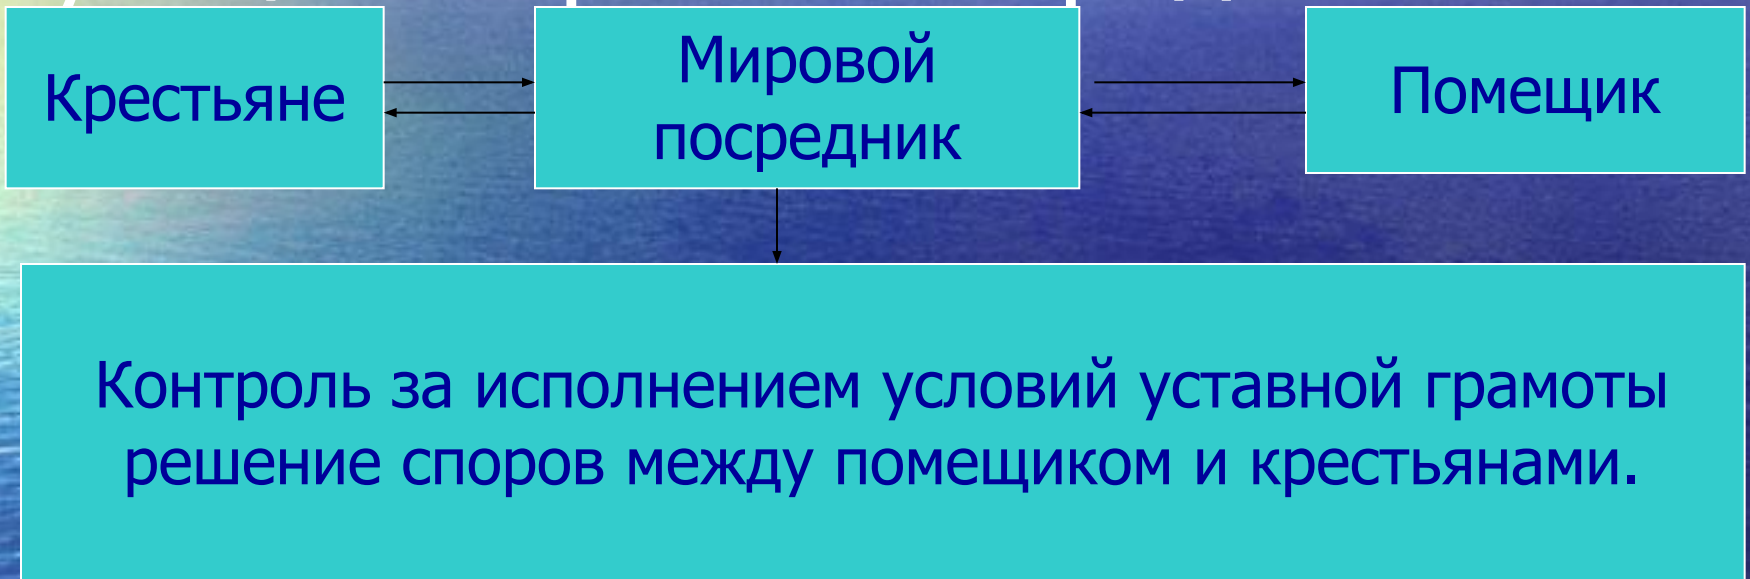 Крестьяне
Мировой
посредник
Помещик
Контроль за исполнением условий уставной грамоты
решение споров между помещиком и крестьянами.